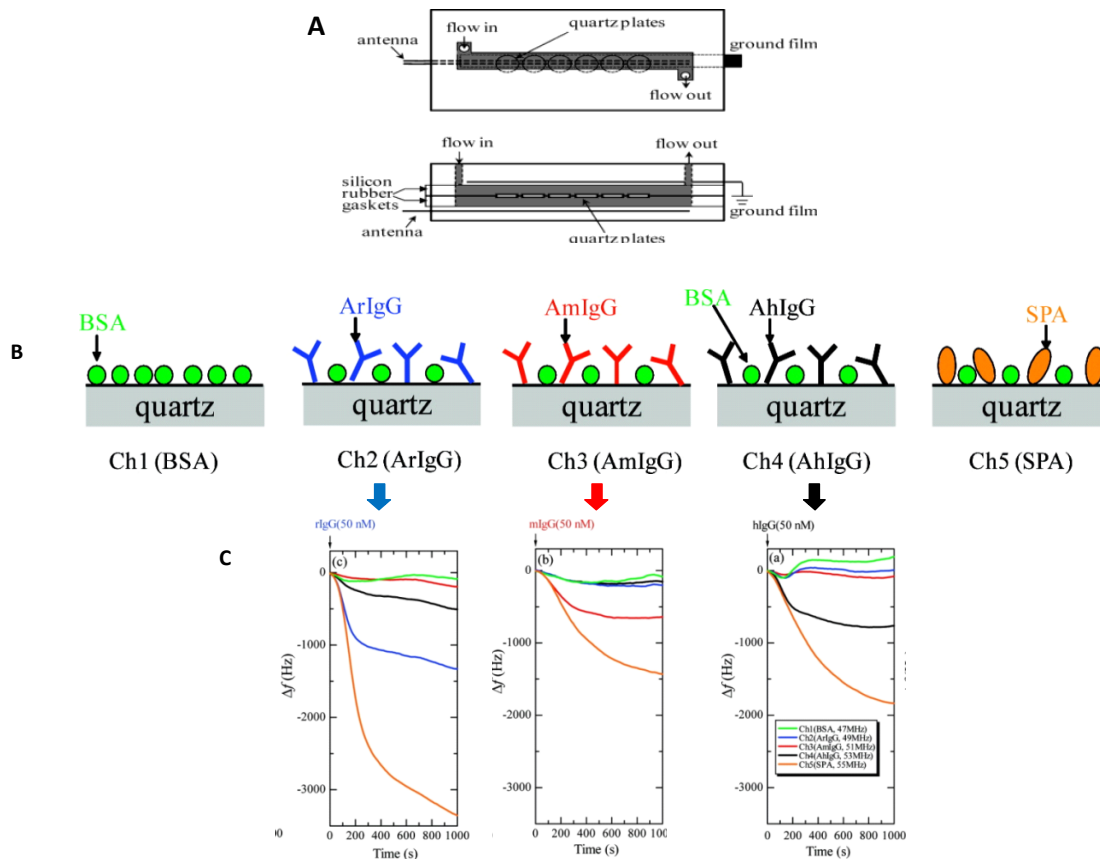 A
flow in
quartz plates
antenna
ground film
flow out
flow in
flow out
silicon
rubber
gaskets
ground film
antenna
quartz plates
B
BSA
ArIgG
AmIgG
BSA
AhIgG
SPA
quartz
quartz
quartz
quartz
quartz
Ch1 (BSA)
Ch2 (ArIgG)
Ch3 (AmIgG)
Ch4 (AhIgG)
Ch5 (SPA)
C
rIgG(50 nM)
mIgG(50 nM)
hIgG(50 nM)
(c)
(b)
(a)
0
-1000
-2000
-3000
Δf (Hz)
0 200 400 600 800 1000
Time (s)
0
-1000
-2000
-3000
Δf (Hz)
0 200 400 600 800 1000
Time (s)
0
-1000
-2000
-3000
Δf (Hz)
Ch1(BSA, 47MHz)
Ch2(ArIgG, 49MHz)
Ch3(AmIgG, 51MHz)
Ch4(AhIgG, 53MHz)
Ch5(SPA, 55MHz)
0 200 400 600 800 1000
Time (s)